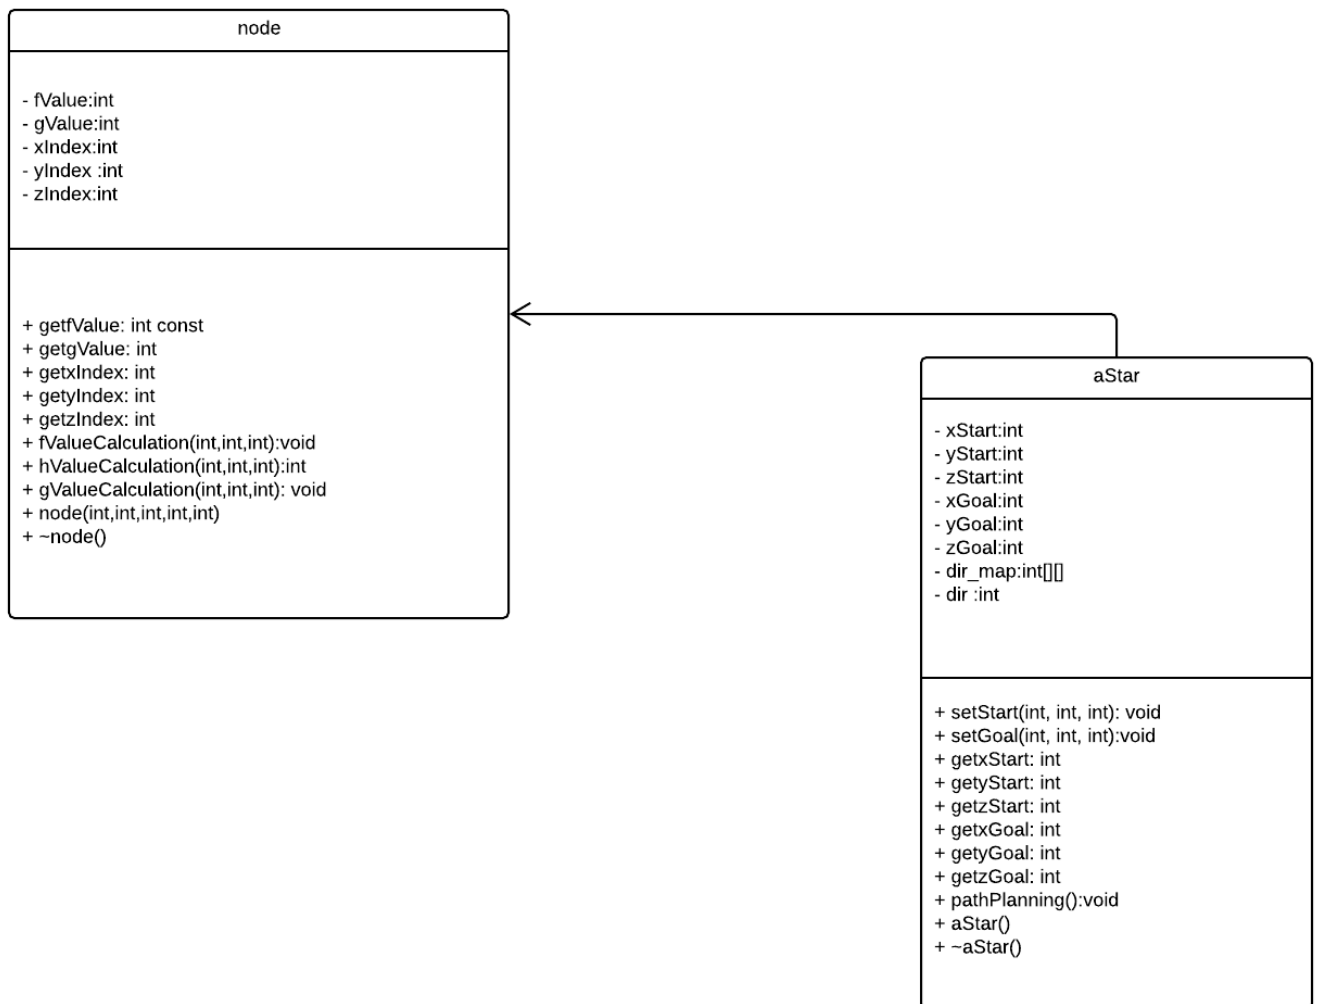 node
- fValue:int
- gValue:int
- xIndex:int
- yIndex :int
- zIndex:int
+ getfValue: int const
+ getgValue: int
+ getxIndex: int
+ getyIndex: int
+ getzIndex: int
+ fValueCalculation(int,int,int):void
+ hValueCalculation(int,int,int):int
+ gValueCalculation(int,int,int): void
+ node(int,int,int,int,int)
+ ~node()
aStar
- xStart:int
- yStart:int
- zStart:int
- xGoal:int
- yGoal:int
- zGoal:int
- dir_map:int[][]
- dir :int
+ setStart(int, int, int): void
+ setGoal(int, int, int):void
+ getxStart: int
+ getyStart: int
+ getzStart: int
+ getxGoal: int
+ getyGoal: int
+ getzGoal: int
+ pathPlanning():void
+ aStar()
+ ~aStar()